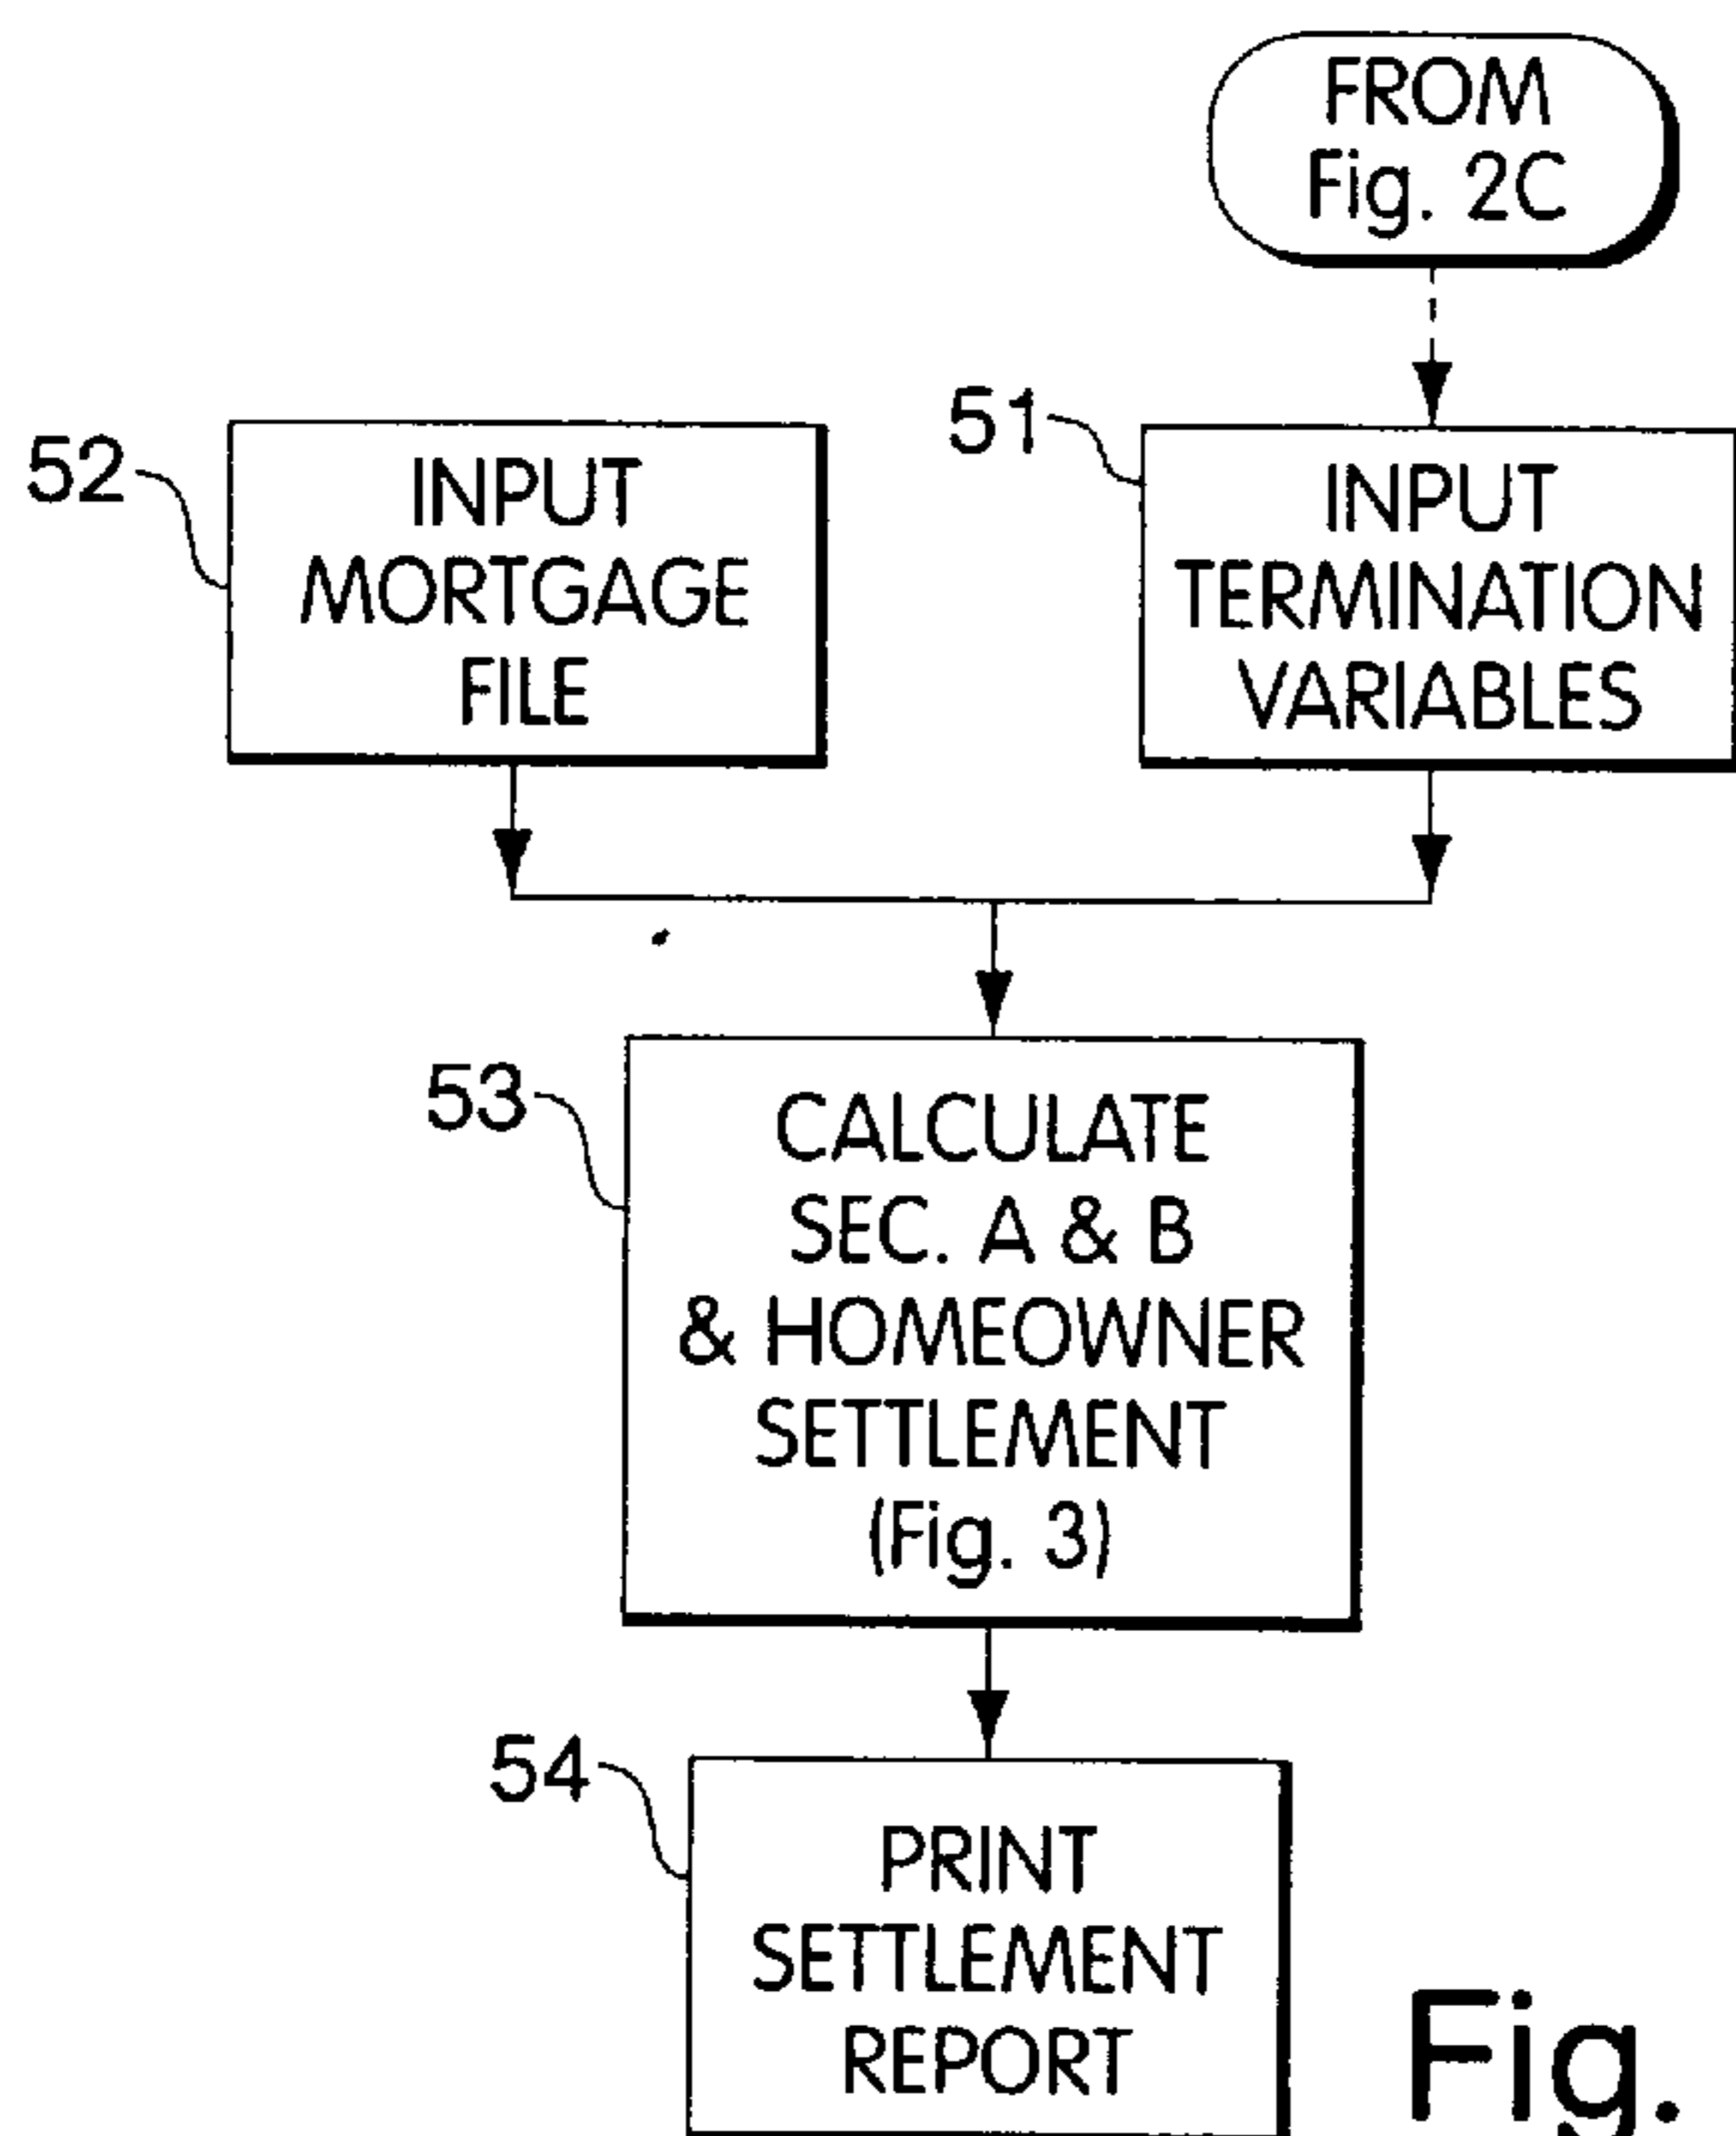 FROM
Fig. 2C
52
INPUT
MORTGAGE
FILE
51
INPUT
TERMINATION
VARIABLES
53
CALCULATE
SEC. A & B
& HOMEOWNER
SETTLEMENT
(Fig. 3)
54
PRINT
SETTLEMENT
REPORT
Fig.